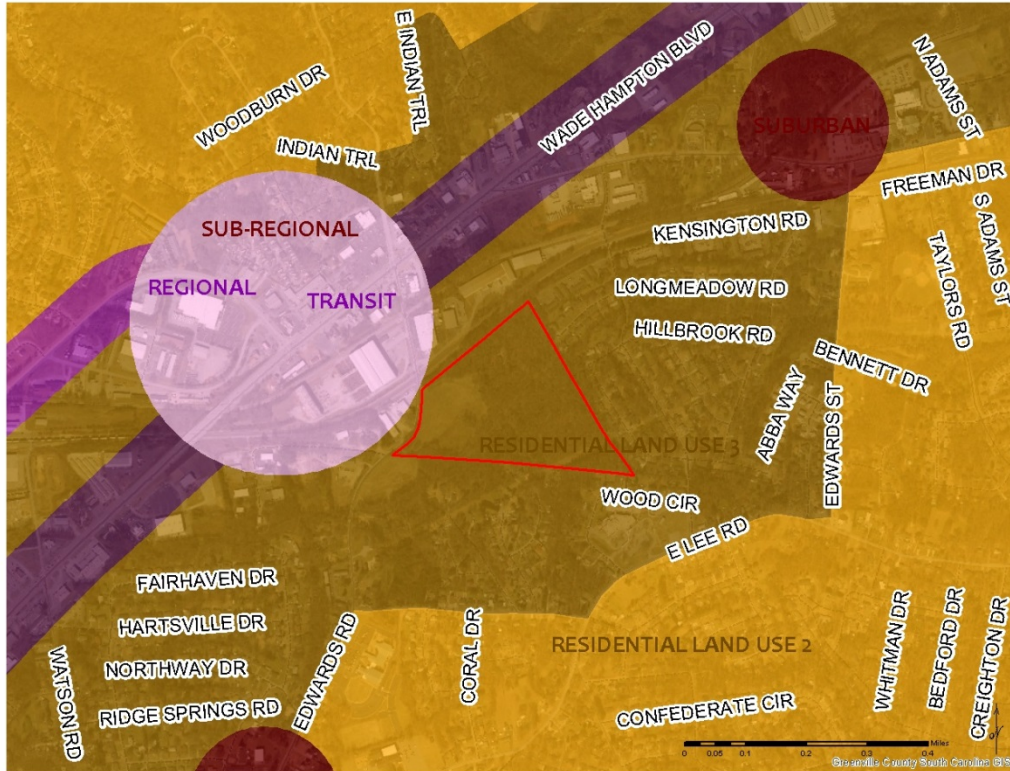 E INDIAN TRL
WOODBURN DR
INDIAN TRL
WADE HAMPTON BLVD
SUBURBAN
N ADAMS ST
FREEMAN DR
S ADAMS ST
TAYLORS RD
SUB-REGIONAL
REGIONAL
TRANSIT
KENSINGTON RD
LONGMEADOW RD
HILLBROOK RD
BENNETT DR
ABBA WAY
EDWARDS ST
RESIDENTIAL LAND USE 3
WOOD CIR
E LEE RD
FAIRHAVEN DR
HARTSVILLE DR
NORTHWAY DR
RIDGE SPRINGS RD
WATSON RD
EDWARDS RD
CORAL DR
RESIDENTIAL LAND USE 2
CONFEDERATE CIR
WHITMAN DR
BEDFORD DR
CREIGHTON DR
0 0.05 0.1 0.2 0.3 0.4
Miles
Greenville County South Carolina GIS